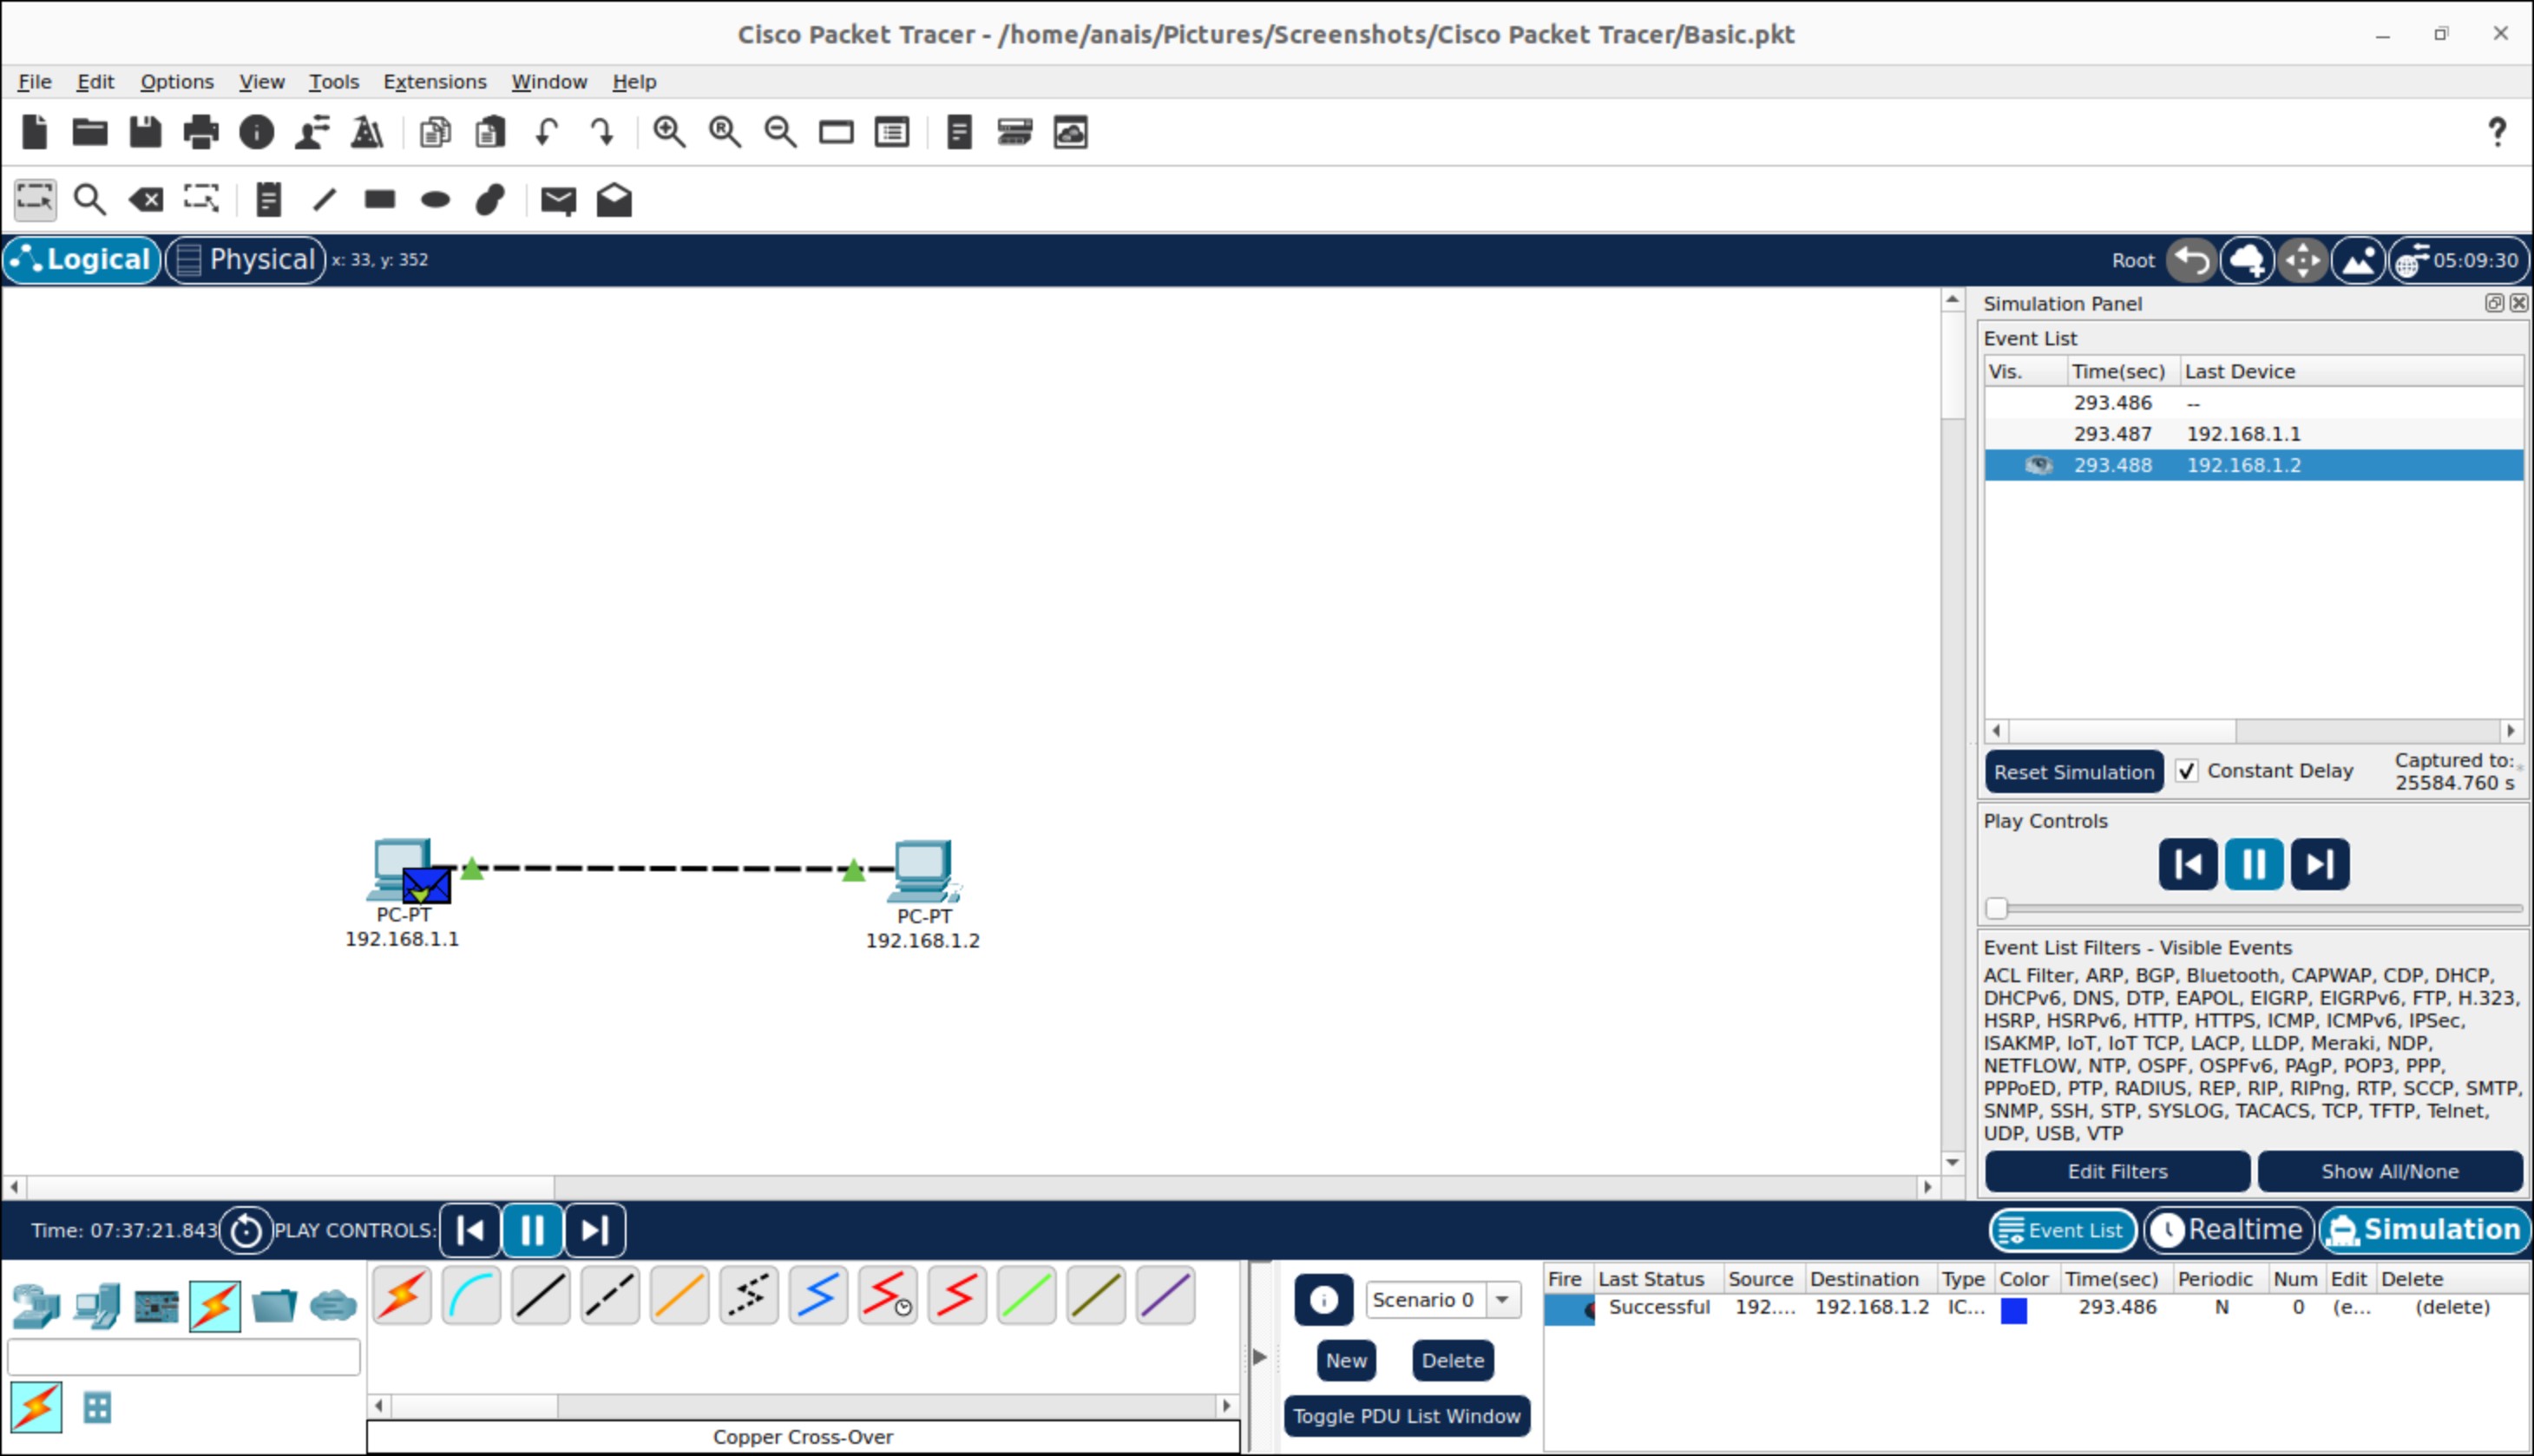 Cisco Packet Tracer - /home/anais/Pictures/Screenshots/Cisco Packet Tracer/Basic.pkt
File Edit Options View Tools Extensions Window Help
Logical Physical x: 33, y: 352 Root 05:09:30
Simulation Panel
Event List
Vis. Time(sec) Last Device
293.486 --
293.487 192.168.1.1
293.488 192.168.1.2
Reset Simulation Constant Delay Captured to:
25584.760 s
Play Controls
PC-PT
192.168.1.1
PC-PT
192.168.1.2
Event List Filters - Visible Events
ACL Filter, ARP, BGP, Bluetooth, CAPWAP, CDP, DHCP,
DHCPv6, DNS, DTP, EAPOL, EIGRP, EIGRPv6, FTP, H.323,
HSRP, HSRPv6, HTTP, HTTPS, ICMP, ICMPv6, IPSec,
ISAKMP, IoT, IoT TCP, LACP, LLDP, Meraki, NDP,
NETFLOW, NTP, OSPF, OSPFv6, PAgP, POP3, PPP,
PPPoED, PTP, RADIUS, REP, RIP, RIPng, RTP, SCCP, SMTP,
SNMP, SSH, STP, SYSLOG, TACACS, TCP, TFTP, Telnet,
UDP, USB, VTP
Edit Filters Show All/None
Time: 07:37:21.843 PLAY CONTROLS: Event List Realtime Simulation
Scenario 0
New Delete
Toggle PDU List Window
Fire Last Status Source Destination Type Color Time(sec) Periodic Num Edit Delete
Successful 192.... 192.168.1.2 IC... 293.486 N 0 (e... (delete)
Copper Cross-Over